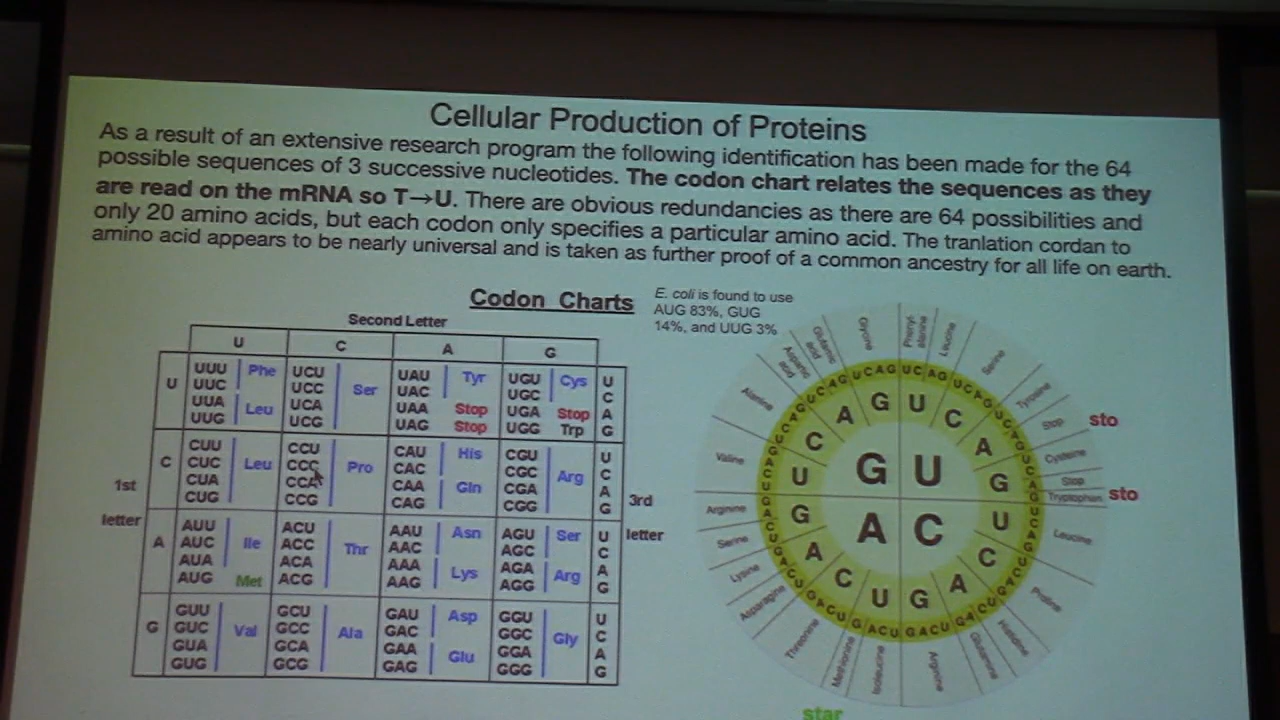 Cellular Production of Proteins
As a result of an extensive research program the following identification has been made for the 64
possible sequences of 3 successive nucleotides. The codon chart relates the sequences as they
are read on the mRNA so T→U. There are obvious redundancies as there are 64 possibilities and
only 20 amino acids, but each codon only specifies a particular amino acid. The tranlation cordan to
amino acid appears to be nearly universal and is taken as further proof of a common ancestry for all life on earth.
Codon Charts
E. coli is found to use
AUG 83%, GUG
14%, and UUG 3%
Second Letter
U C A G
U
UUU Phe UCU Ser UAU Tyr UGU Cys U
UUC UCC UAC UGC C
UUA Leu UCA UAA Stop UGA Stop A
UUG UCG UAG Stop UGG Trp G
C
CUU Leu CCU Pro CAU His CGU Arg U
CUC CCC CAC CGC C
CUA CCA CAA Gln CGA A
CUG CCG CAG CGG G
1st
letter
3rd
letter
A
AUU Ile ACU Thr AAU Asn AGU Ser U
AUC ACC AAC AGC C
AUA ACA AAA Lys AGA Arg A
AUG Met ACG AAG AGG G
G
GUU Val GCU Ala GAU Asp GGU Gly U
GUC GCC GAC GGC C
GUA GCA GAA Glu GGA A
GUG GCG GAG GGG G
G U
A C
G U C A G U C A G U C A G U C A
Glycine
Phenyl-
alanine
Leucine
Serine
Tyrosine
Stop
sto
Cysteine
Stop
sto
Tryptophan
Leucine
Proline
Histidine
Glutamine
Arginine
Isoleucine
Methionine
star
Threonine
Asparagine
Lysine
Serine
Arginine
Valine
Alanine
Aspartic
acid
Glutamic
acid